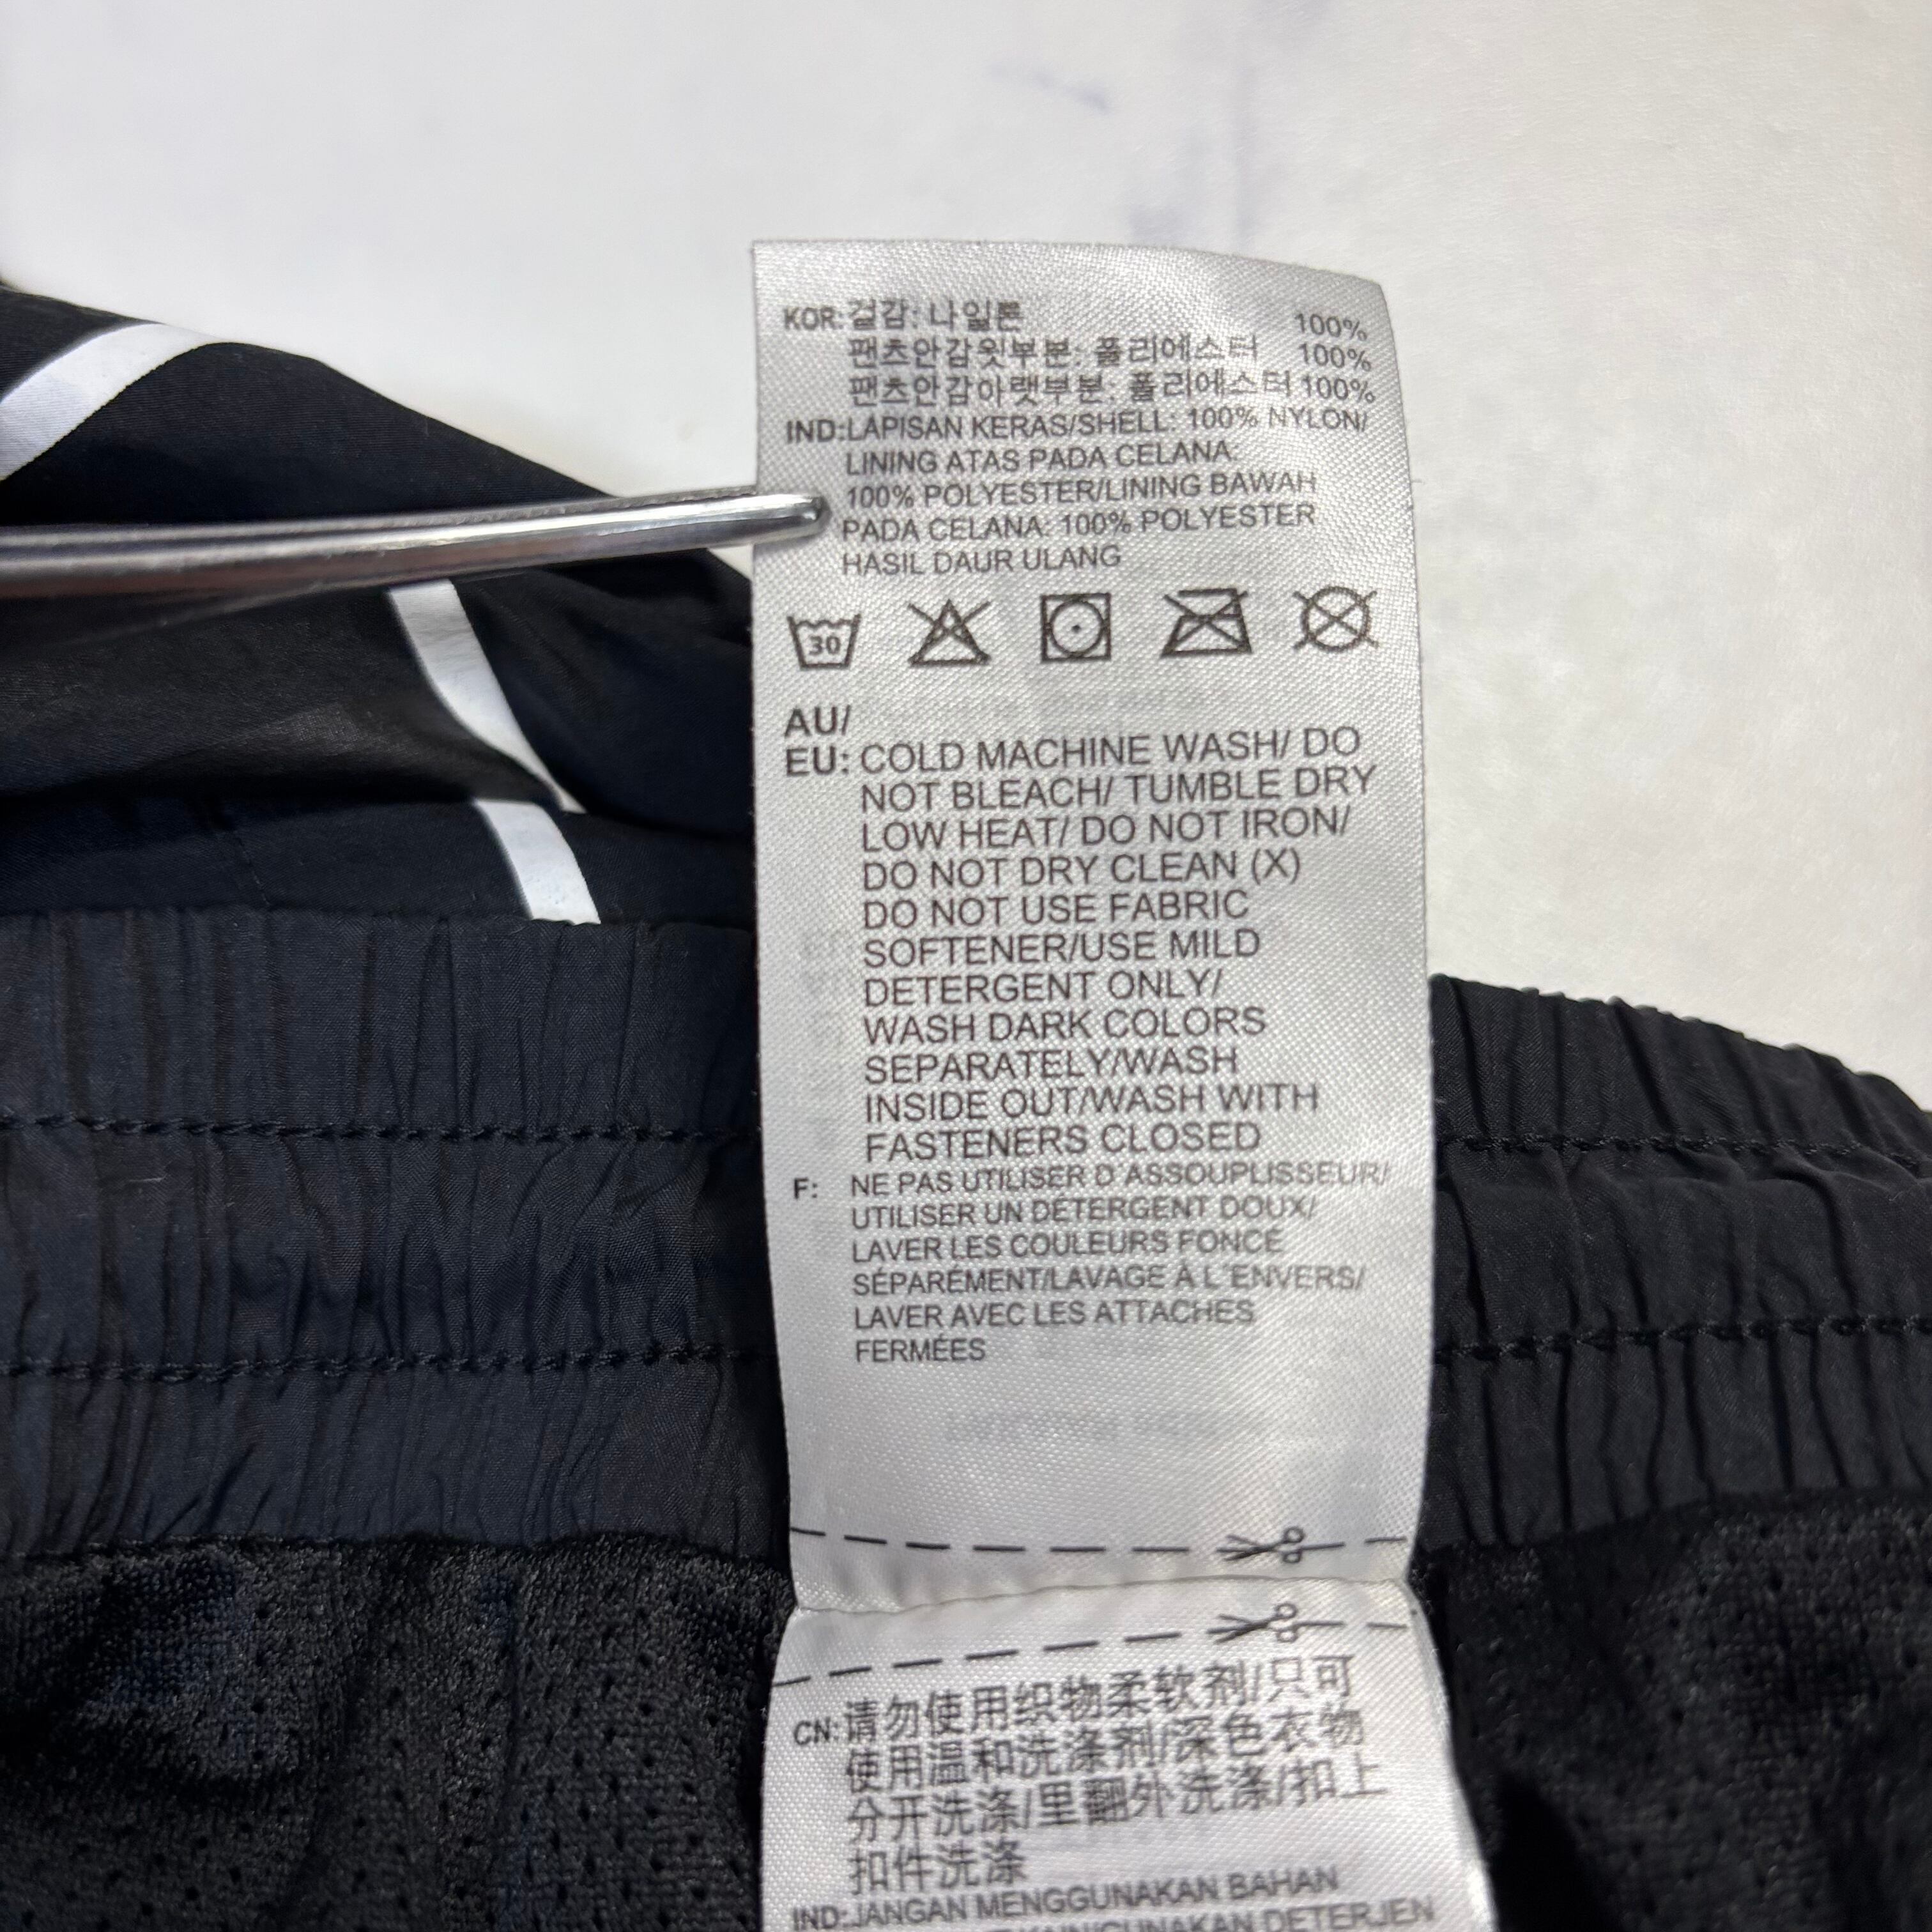 KOR: 겉감: 나일론 100%
팬츠안감윗부분: 폴리에스터 100%
팬츠안감아랫부분: 폴리에스터 100%
IND: LAPISAN KERAS/SHELL: 100% NYLON/
LINING ATAS PADA CELANA:
100% POLYESTER/LINING BAWAH
PADA CELANA: 100% POLYESTER
HASIL DAUR ULANG
30
AU/
EU: COLD MACHINE WASH/ DO
NOT BLEACH/ TUMBLE DRY
LOW HEAT/ DO NOT IRON/
DO NOT DRY CLEAN (X)
DO NOT USE FABRIC
SOFTENER/USE MILD
DETERGENT ONLY/
WASH DARK COLORS
SEPARATELY/WASH
INSIDE OUT/WASH WITH
FASTENERS CLOSED
F: NE PAS UTILISER D´ASSOUPLISSEUR/
UTILISER UN DÉTERGENT DOUX/
LAVER LES COULEURS FONCÉ
SÉPARÉMENT/LAVAGE À L´ENVERS/
LAVER AVEC LES ATTACHES
FERMÉES
CN: 请勿使用织物柔软剂/只可
使用温和洗涤剂/深色衣物
分开洗涤/里翻外洗涤/扣上
扣件洗涤
IND: JANGAN MENGGUNAKAN BAHAN
DETERJEN